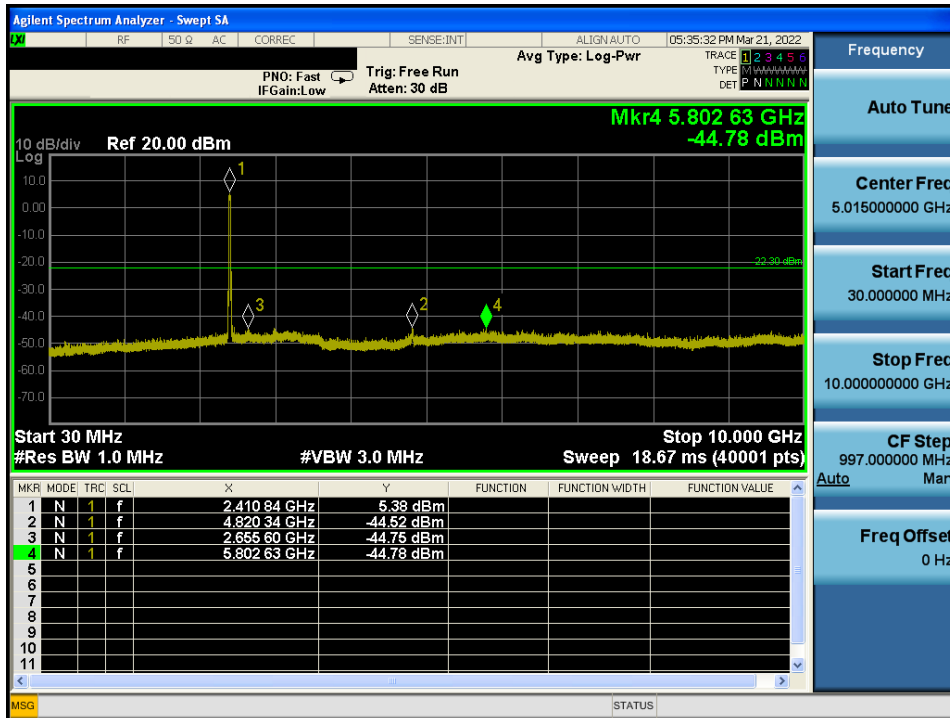 Agilent Spectrum Analyzer - Swept SA
LXI RF 50 Ω AC CORREC SENSE:INT ALIGN AUTO 05:35:32 PM Mar 21, 2022
PNO: Fast
IFGain:Low
Trig: Free Run
Atten: 30 dB
Avg Type: Log-Pwr
TRACE 1 2 3 4 5 6
TYPE M
DET P N N N N N
Mkr4 5.802 63 GHz
-44.78 dBm
10 dB/div Ref 20.00 dBm
Log
10.0
0.00
-10.0
-20.0
-30.0
-40.0
-50.0
-60.0
-70.0
1
3
2
4
-22.30 dBm
Start 30 MHz Stop 10.000 GHz
#Res BW 1.0 MHz #VBW 3.0 MHz Sweep 18.67 ms (40001 pts)
MKR MODE TRC SCL X Y FUNCTION FUNCTION WIDTH FUNCTION VALUE
1 N 1 f 2.410 84 GHz 5.38 dBm
2 N 1 f 4.820 34 GHz -44.52 dBm
3 N 1 f 2.655 60 GHz -44.75 dBm
4 N 1 f 5.802 63 GHz -44.78 dBm
5
6
7
8
9
10
11
MSG STATUS
Frequency
Auto Tune
Center Freq
5.015000000 GHz
Start Freq
30.000000 MHz
Stop Freq
10.000000000 GHz
CF Step
997.000000 MHz
Auto Man
Freq Offset
0 Hz